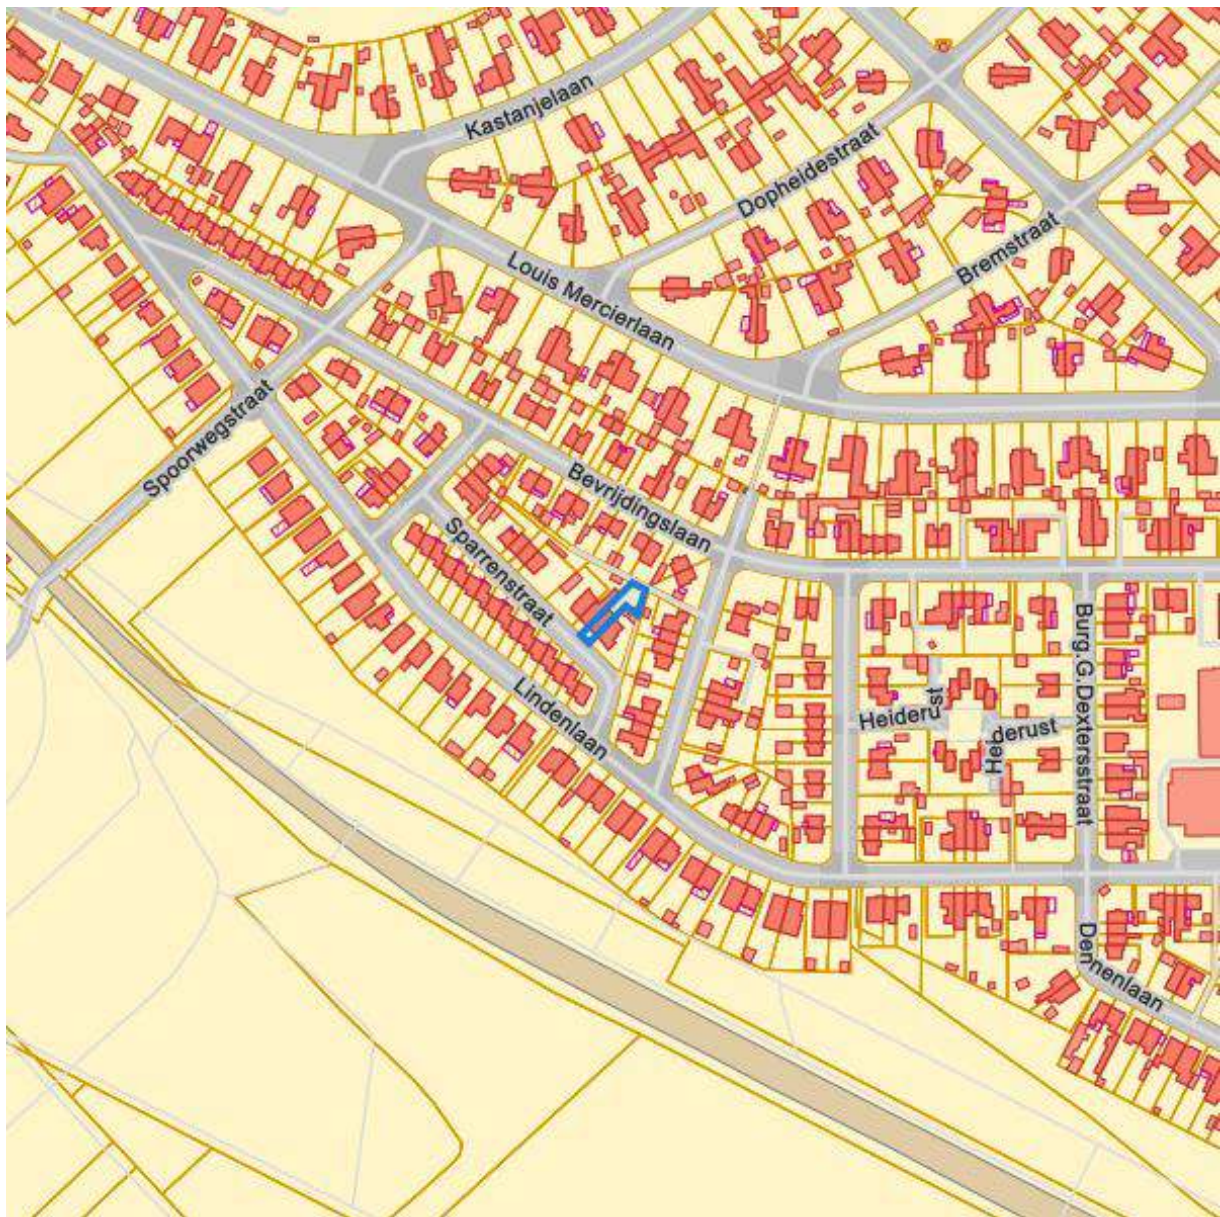 Kastanjelaan
Dopheidestraat
Bremstraat
Louis Mercierlaan
Spoorwegstraat
Bevrijdingslaan
Sparrenstraat
Lindenlaan
Burg.G.Dextersstraat
Heiderust
Heiderust
Dennenlaan